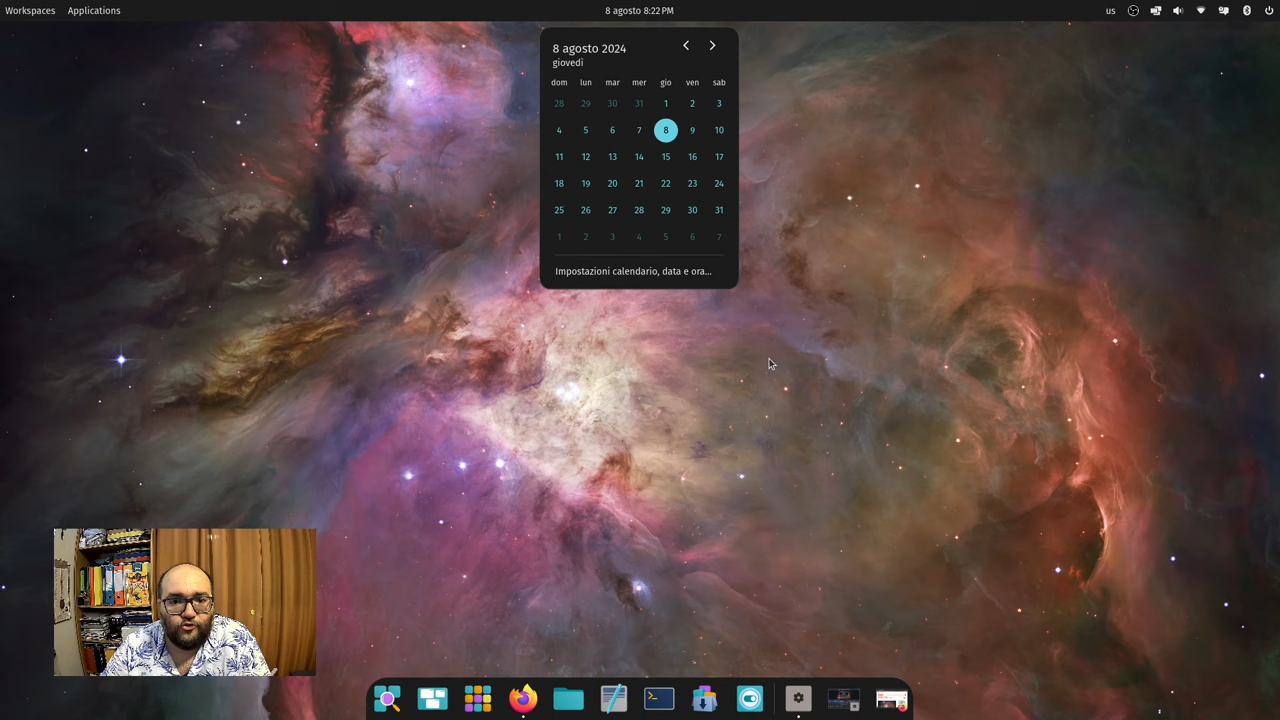 Workspaces Applications 8 agosto 8:22 PM us
8 agosto 2024
giovedì
dom lun mar mer gio ven sab
28 29 30 31 1 2 3
4 5 6 7 8 9 10
11 12 13 14 15 16 17
18 19 20 21 22 23 24
25 26 27 28 29 30 31
1 2 3 4 5 6 7
Impostazioni calendario, data e ora...